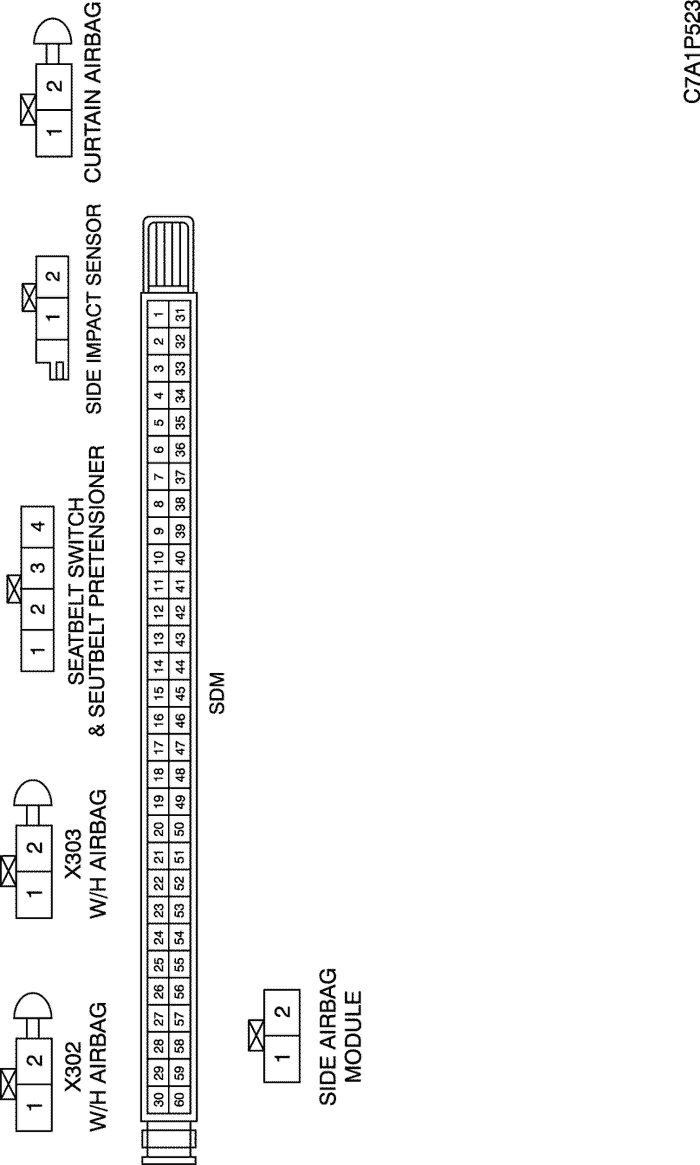 1 2
X302
W/H AIRBAG
1 2
X303
W/H AIRBAG
1 2 3 4
SEATBELT SWITCH
& SEUTBELT PRETENSIONER
1 2
SIDE IMPACT SENSOR
1 2
CURTAIN AIRBAG
30 29 28 27 26 25 24 23 22 21 20 19 18 17 16 15 14 13 12 11 10 9 8 7 6 5 4 3 2 1
60 59 58 57 56 55 54 53 52 51 50 49 48 47 46 45 44 43 42 41 40 39 38 37 36 35 34 33 32 31
SDM
1 2
SIDE AIRBAG
MODULE
C7A1P523